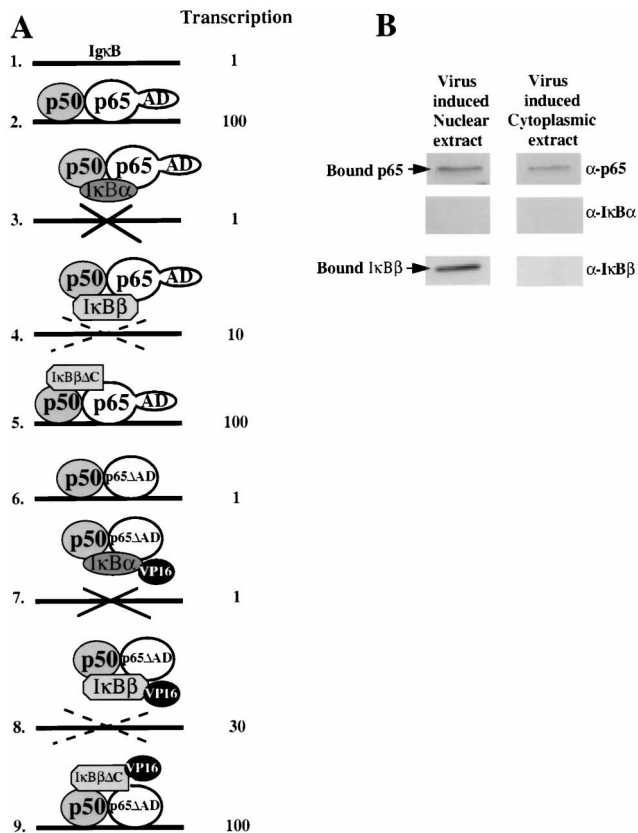 A
Transcription
1. IgκB 1
2. p50 p65 AD 100
p50 p65 AD
IκBα
3. 1
p50 p65 AD
IκBβ
4. 10
IκBβΔC
5. p50 p65 AD 100
6. p50 p65ΔAD 1
p50 p65ΔAD
IκBα VP16
7. 1
p50 p65ΔAD
IκBβ VP16
8. 30
VP16
IκBβΔC
p50 p65ΔAD
9. 100
B
Virus induced Nuclear extract
Virus induced Cytoplasmic extract
Bound p65 α-p65
α-IκBα
Bound IκBβ α-IκBβ